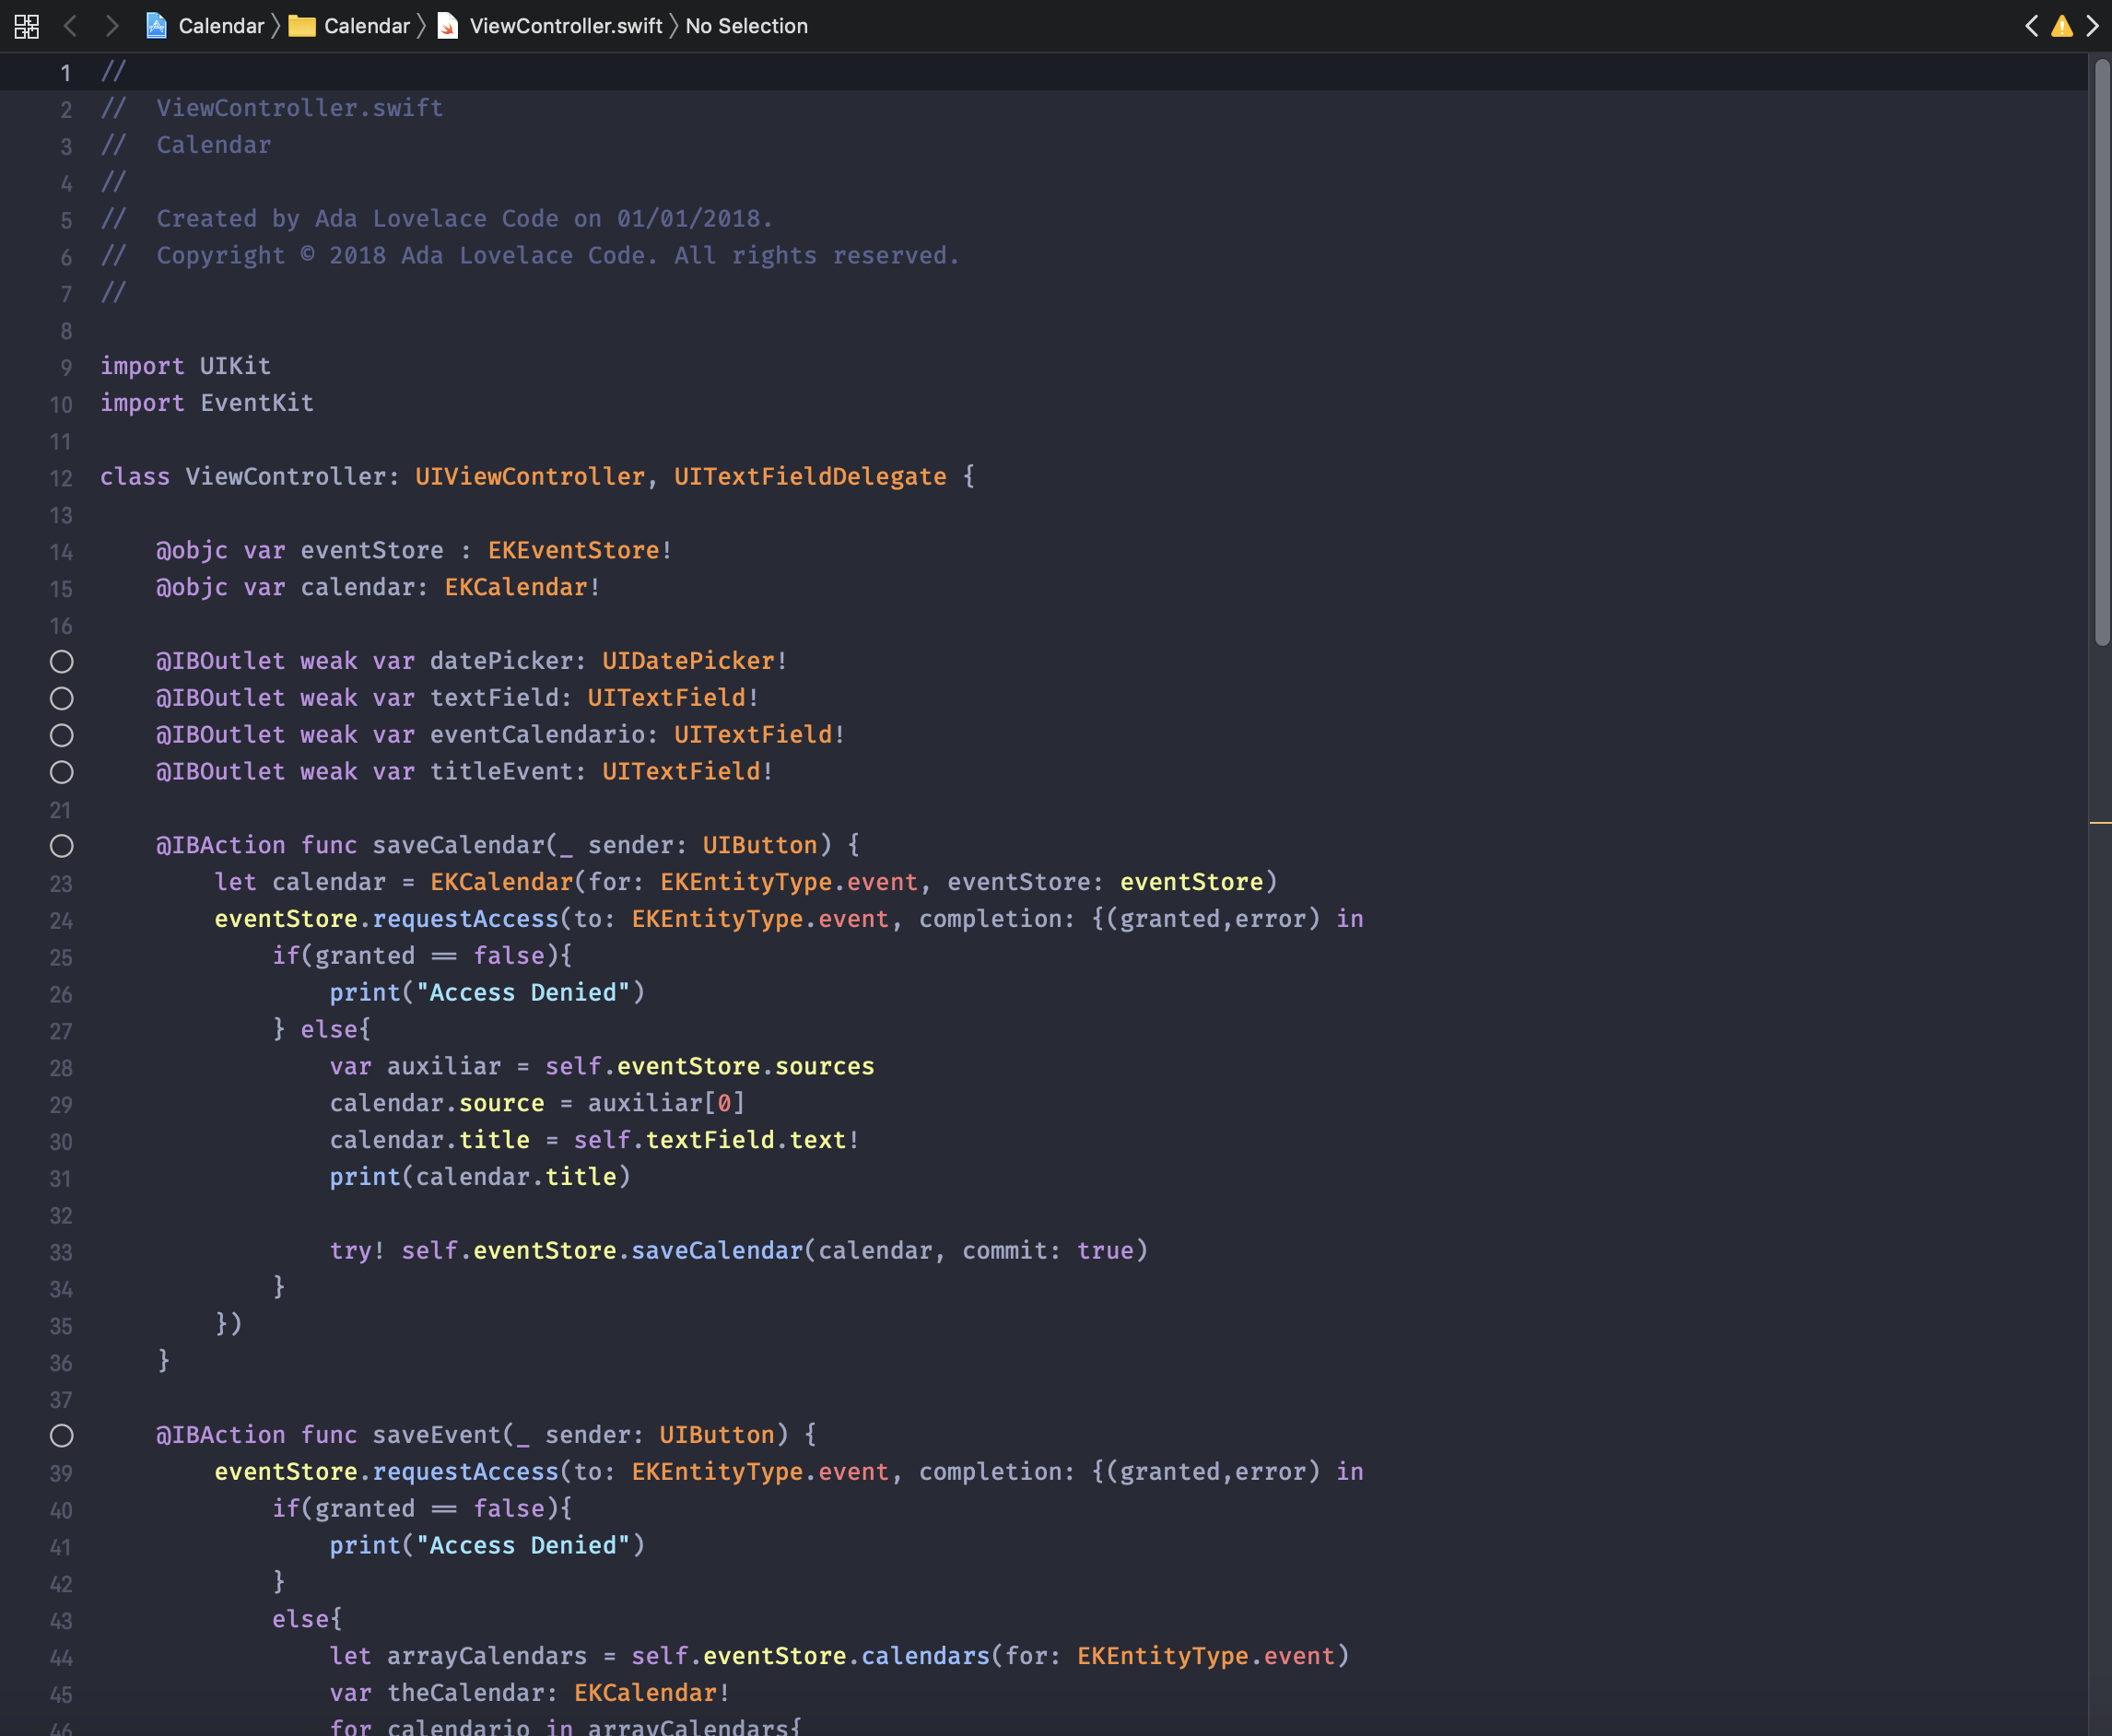 Calendar Calendar ViewController.swift No Selection
1 //
2 //  ViewController.swift
3 //  Calendar
4 //
5 //  Created by Ada Lovelace Code on 01/01/2018.
6 //  Copyright © 2018 Ada Lovelace Code. All rights reserved.
7 //
8
9 import UIKit
10 import EventKit
11
12 class ViewController: UIViewController, UITextFieldDelegate {
13
14     @objc var eventStore : EKEventStore!
15     @objc var calendar: EKCalendar!
16
    @IBOutlet weak var datePicker: UIDatePicker!
    @IBOutlet weak var textField: UITextField!
    @IBOutlet weak var eventCalendario: UITextField!
    @IBOutlet weak var titleEvent: UITextField!
21
    @IBAction func saveCalendar(_ sender: UIButton) {
23         let calendar = EKCalendar(for: EKEntityType.event, eventStore: eventStore)
24         eventStore.requestAccess(to: EKEntityType.event, completion: {(granted,error) in
25             if(granted == false){
26                 print("Access Denied")
27             } else{
28                 var auxiliar = self.eventStore.sources
29                 calendar.source = auxiliar[0]
30                 calendar.title = self.textField.text!
31                 print(calendar.title)
32
33                 try! self.eventStore.saveCalendar(calendar, commit: true)
34             }
35         })
36     }
37
    @IBAction func saveEvent(_ sender: UIButton) {
39         eventStore.requestAccess(to: EKEntityType.event, completion: {(granted,error) in
40             if(granted == false){
41                 print("Access Denied")
42             }
43             else{
44                 let arrayCalendars = self.eventStore.calendars(for: EKEntityType.event)
45                 var theCalendar: EKCalendar!
46                 for calendario in arrayCalendars{